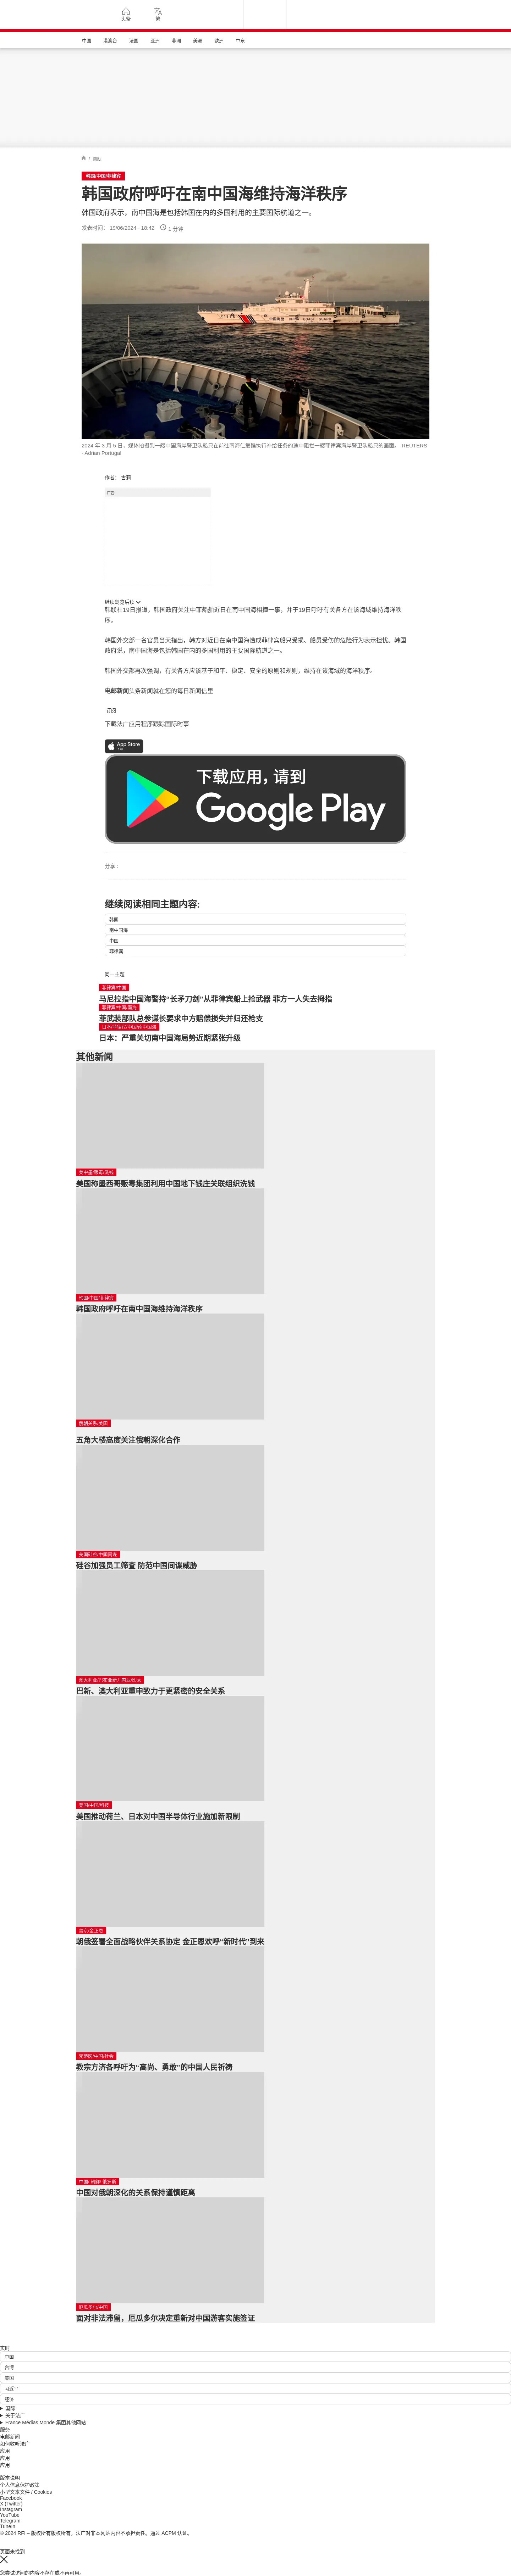 头条
繁
中国
港澳台
法国
亚洲
非洲
美洲
欧洲
中东
/ 国际
韩国/中国/菲律宾
韩国政府呼吁在南中国海维持海洋秩序
韩国政府表示，南中国海是包括韩国在内的多国利用的主要国际航道之一。
发表时间： 19/06/2024 - 18:42
1 分钟
2024 年 3 月 5 日，媒体拍摄到一艘中国海岸警卫队船只在前往南海仁爱礁执行补给任务的途中阻拦一艘菲律宾海岸警卫队船只的画面。 REUTERS
- Adrian Portugal
作者： 古莉
广告
继续浏览后续
韩联社19日报道，韩国政府关注中菲船舶近日在南中国海相撞一事，并于19日呼吁有关各方在该海域维持海洋秩
序。
韩国外交部一名官员当天指出，韩方对近日在南中国海造成菲律宾船只受损、船员受伤的危险行为表示担忧。韩国
政府说，南中国海是包括韩国在内的多国利用的主要国际航道之一。
韩国外交部再次强调，有关各方应该基于和平、稳定、安全的原则和规则，维持在该海域的海洋秩序。
电邮新闻头条新闻就在您的每日新闻信里
订阅
下载法广应用程序跟踪国际时事
App Store
下载
下载应用，请到
Google Play
分享 :
继续阅读相同主题内容:
韩国
南中国海
中国
菲律宾
同一主题
菲律宾/中国
马尼拉指中国海警持“长矛刀剑”从菲律宾船上抢武器 菲方一人失去拇指
菲律宾/中国/南海
菲武装部队总参谋长要求中方赔偿损失并归还枪支
日本/菲律宾/中国/南中国海
日本：严重关切南中国海局势近期紧张升级
其他新闻
美中墨/贩毒/洗钱
美国称墨西哥贩毒集团利用中国地下钱庄关联组织洗钱
韩国/中国/菲律宾
韩国政府呼吁在南中国海维持海洋秩序
俄朝关系/美国
五角大楼高度关注俄朝深化合作
美国硅谷/中国间谍
硅谷加强员工筛查 防范中国间谍威胁
澳大利亚/巴布亚新几内亚/印太
巴新、澳大利亚重申致力于更紧密的安全关系
美国/中国/科技
美国推动荷兰、日本对中国半导体行业施加新限制
普京/金正恩
朝俄签署全面战略伙伴关系协定 金正恩欢呼“新时代”到来
梵蒂冈/中国/社会
教宗方济各呼吁为“高尚、勇敢”的中国人民祈祷
中国/ 朝鲜/ 俄罗斯
中国对俄朝深化的关系保持谨慎距离
厄瓜多尔/中国
面对非法滞留，厄瓜多尔决定重新对中国游客实施签证
实时
中国
台湾
美国
习近平
经济
国际
关于法广
France Médias Monde 集团其他网站
服务
电邮新闻
如何收听法广
应用
应用
应用
版本说明
个人信息保护政策
小型文本文件 / Cookies
Facebook
X (Twitter)
Instagram
YouTube
Telegram
TuneIn
© 2024 RFI – 版权所有版权所有。法广对非本网站内容不承担责任。通过 ACPM 认证。
页面未找到
您尝试访问的内容不存在或不再可用。